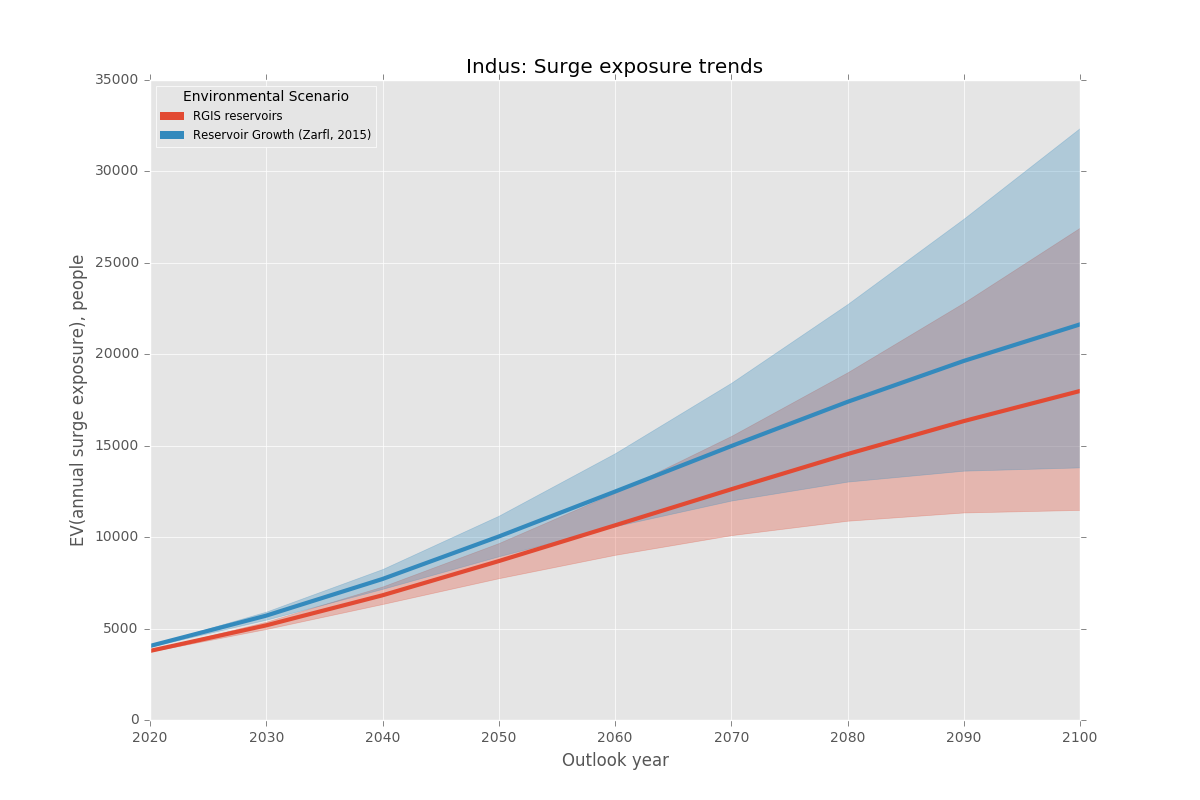 Indus: Surge exposure trends
Environmental Scenario
RGIS reservoirs
Reservoir Growth (Zarfl, 2015)
EV(annual surge exposure), people
35000
30000
25000
20000
15000
10000
5000
0
2020 2030 2040 2050 2060 2070 2080 2090 2100
Outlook year